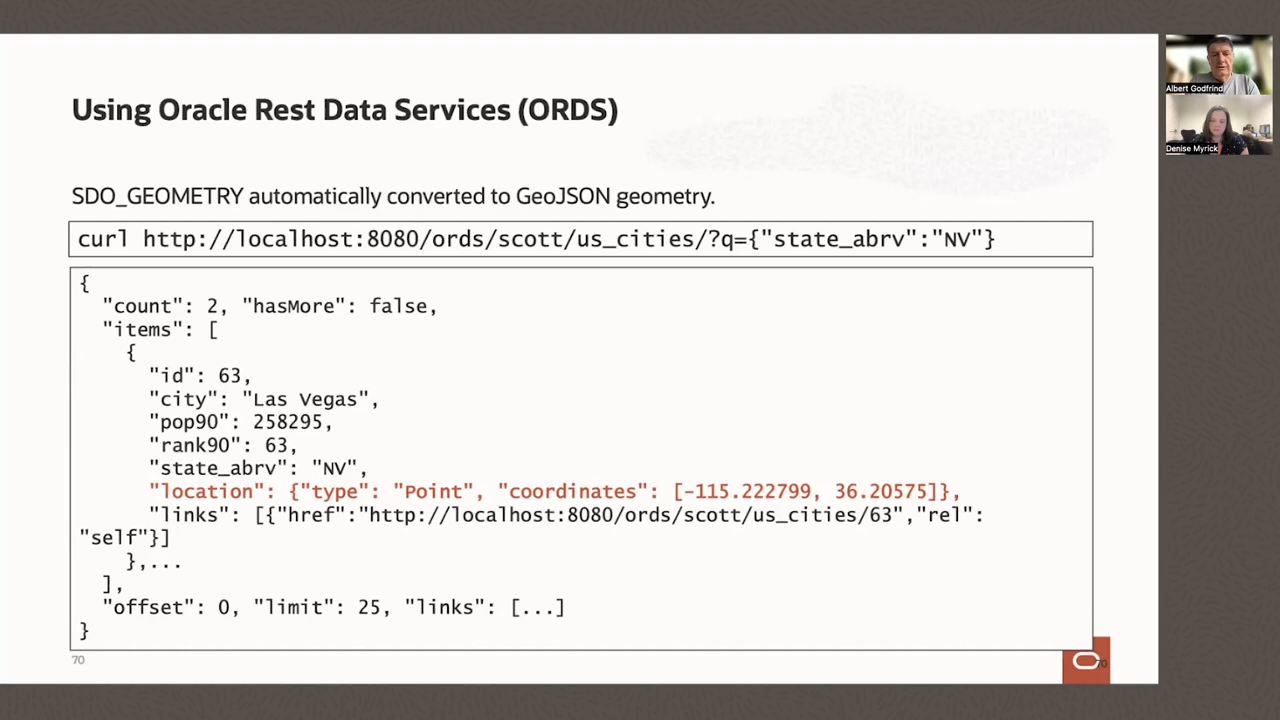 Using Oracle Rest Data Services (ORDS)
SDO_GEOMETRY automatically converted to GeoJSON geometry.
curl http://localhost:8080/ords/scott/us_cities/?q={"state_abrv":"NV"}
{
"count": 2, "hasMore": false,
"items": [
{
"id": 63,
"city": "Las Vegas",
"pop90": 258295,
"rank90": 63,
"state_abrv": "NV",
"location": {"type": "Point", "coordinates": [-115.222799, 36.20575]},
"links": [{"href":"http://localhost:8080/ords/scott/us_cities/63","rel":
"self"}]
},...
],
"offset": 0, "limit": 25, "links": [...]
}
70
70
Albert Godfrind
Denise Myrick